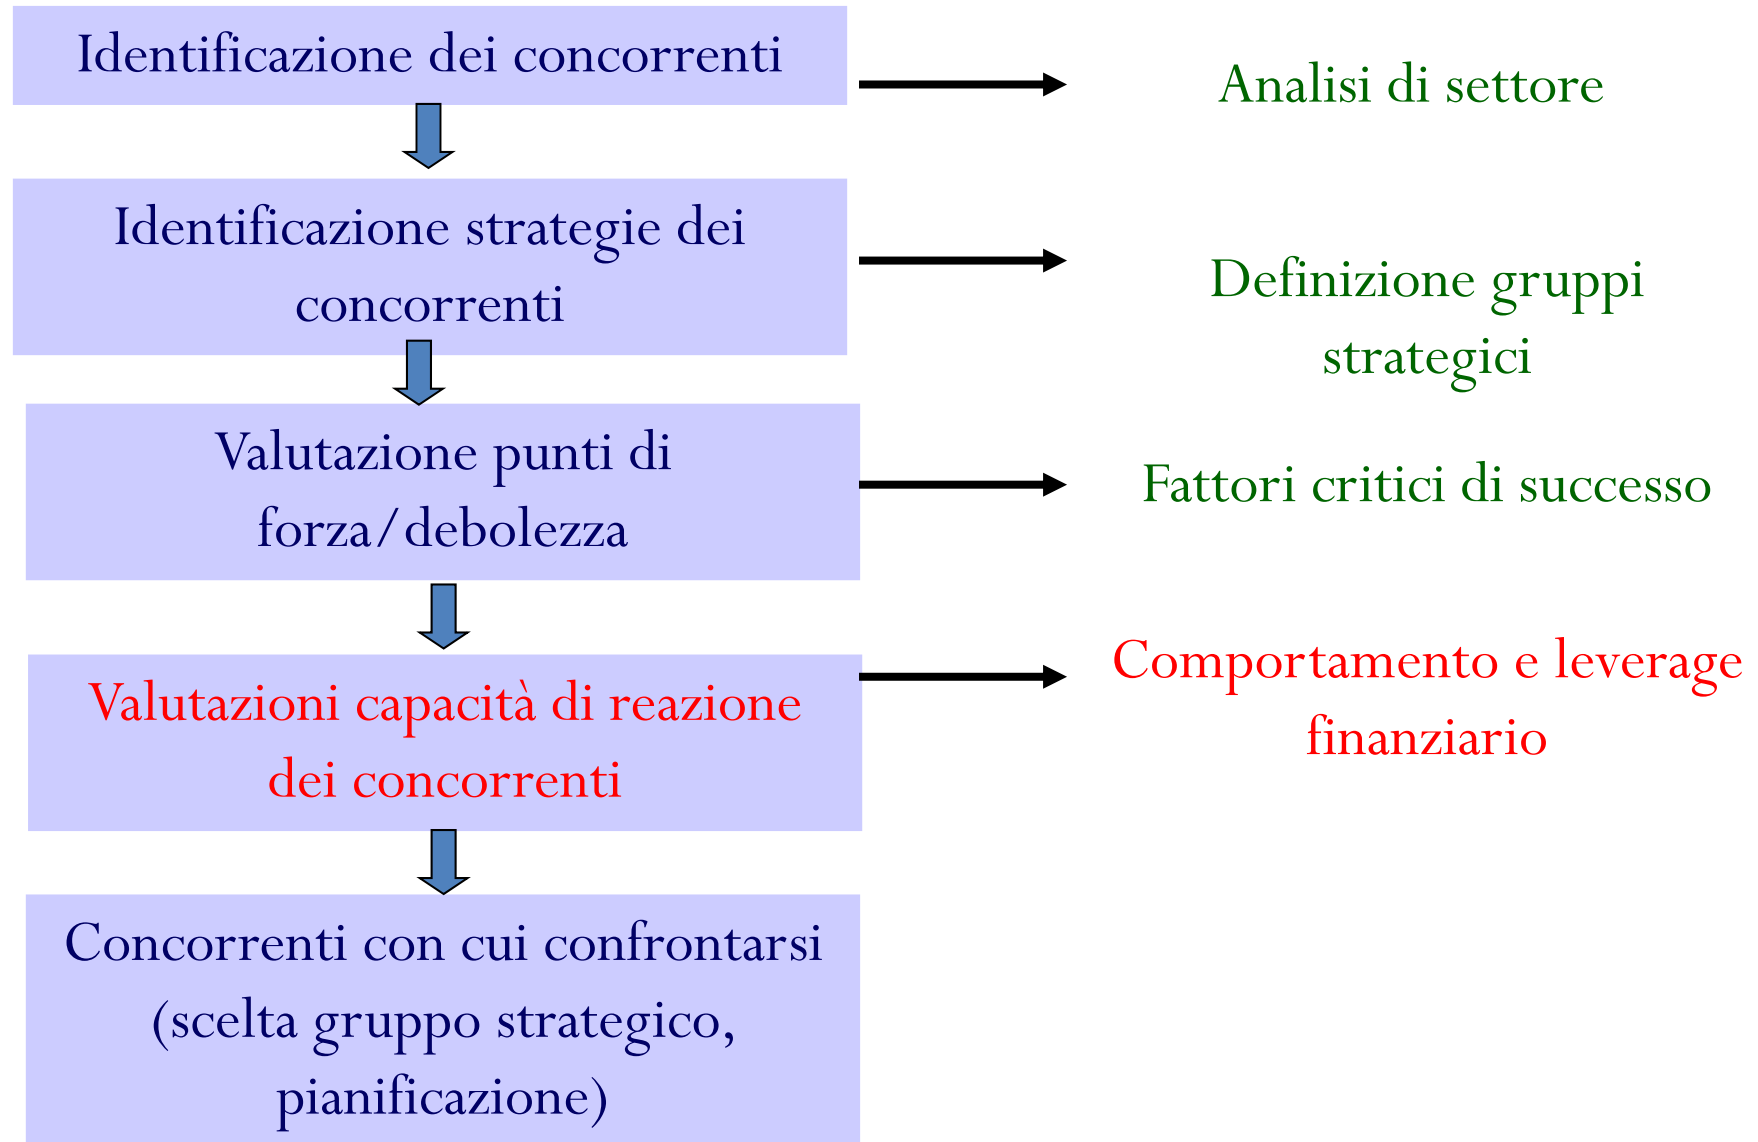 Identificazione dei concorrenti
Analisi di settore
Identificazione strategie dei
concorrenti
Definizione gruppi
strategici
Valutazione punti di
forza/debolezza
Fattori critici di successo
Valutazioni capacità di reazione
dei concorrenti
Comportamento e leverage
finanziario
Concorrenti con cui confrontarsi
(scelta gruppo strategico,
pianificazione)